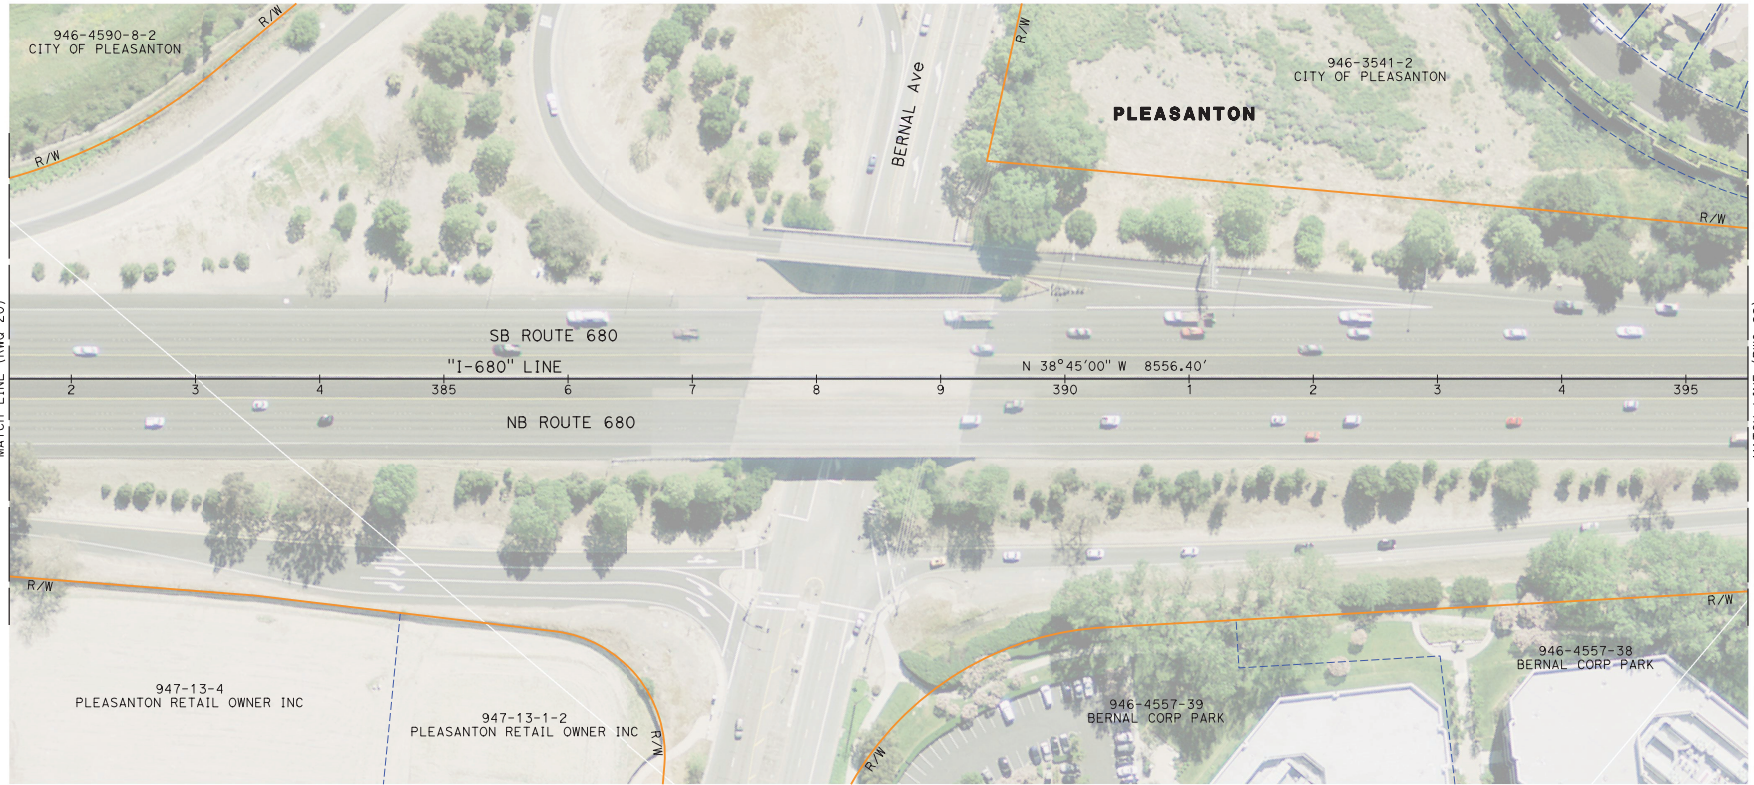 R/W
R/W
946-4590-8-2
CITY OF PLEASANTON
946-3541-2
CITY OF PLEASANTON
PLEASANTON
BERNAL Ave
R/W
R/W
R/W
SB ROUTE 680
"I-680" LINE
N 38°45'00" W 8556.40'
2 3 4 385 6 7 8 9 390 1 2 3 4 395
NB ROUTE 680
R/W
R/W
946-4557-38
BERNAL CORP PARK
947-13-4
PLEASANTON RETAIL OWNER INC
947-13-1-2
PLEASANTON RETAIL OWNER INC
946-4557-39
BERNAL CORP PARK
R/W
R/W